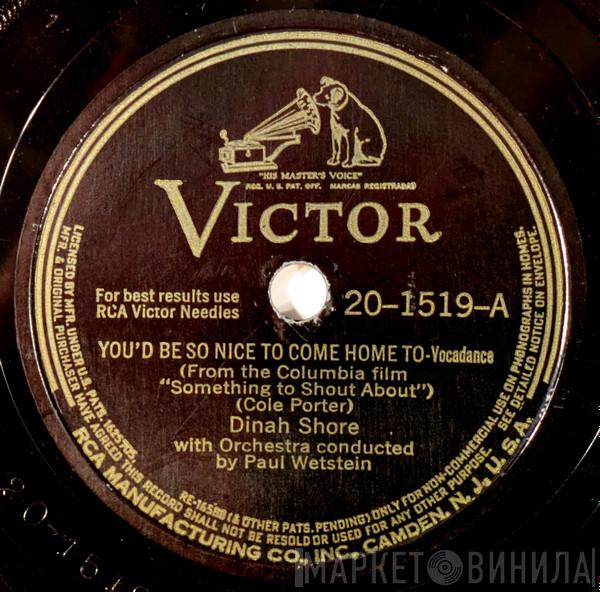 "HIS MASTER'S VOICE"
REG. U. S. PAT. OFF. MARCAS REGISTRADAS
VICTOR
For best results use
RCA Victor Needles
20-1519-A
YOU'D BE SO NICE TO COME HOME TO-Vocadance
(From the Columbia film
"Something to Shout About")
(Cole Porter)
Dinah Shore
with Orchestra conducted
by Paul Wetstein
LICENSED BY MFR. UNDER U.S. PATS. 1625705,
RE-16588 (& OTHER PATS. PENDING) ONLY FOR NON-COMMERCIAL USE ON PHONOGRAPHS IN HOMES.
MFR. & ORIGINAL PURCHASER HAVE AGREED THIS RECORD SHALL NOT BE RESOLD OR USED FOR ANY OTHER PURPOSE. SEE DETAILED NOTICE ON ENVELOPE.
RCA MANUFACTURING CO., INC., CAMDEN, N. J., U. S. A.
МАРКЕТ ВИНИЛА